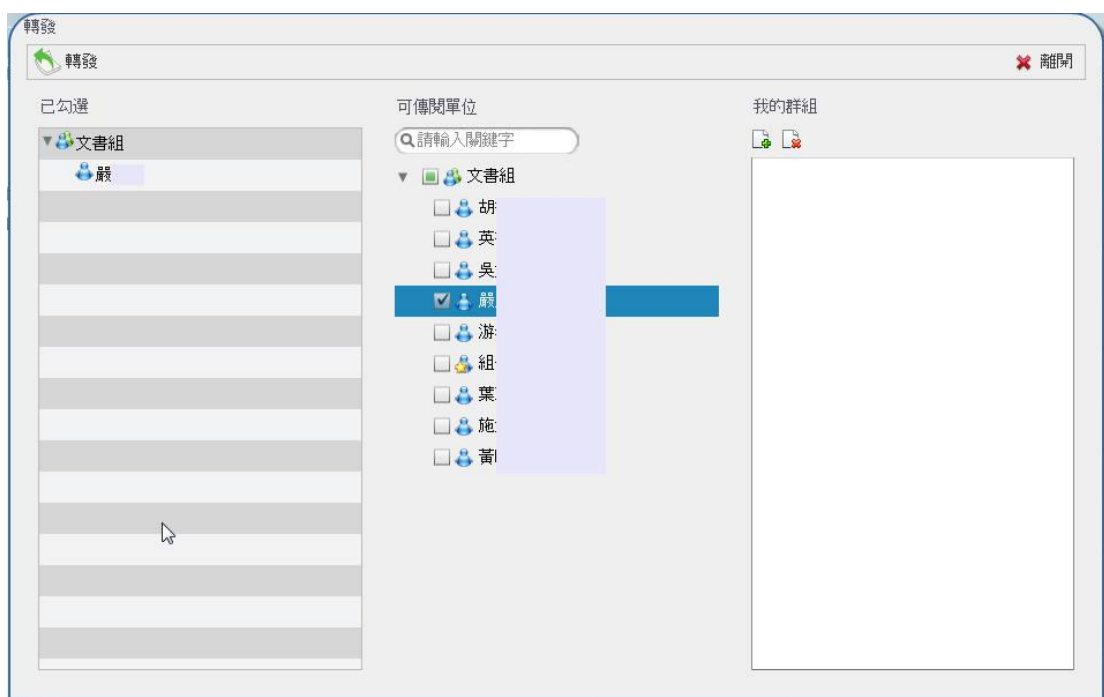 轉發
轉發
離開
已勾選
文書組
嚴
可傳閱單位
請輸入關鍵字
文書組
胡
英
吳
嚴
游
組
葉
施
黃
我的群組